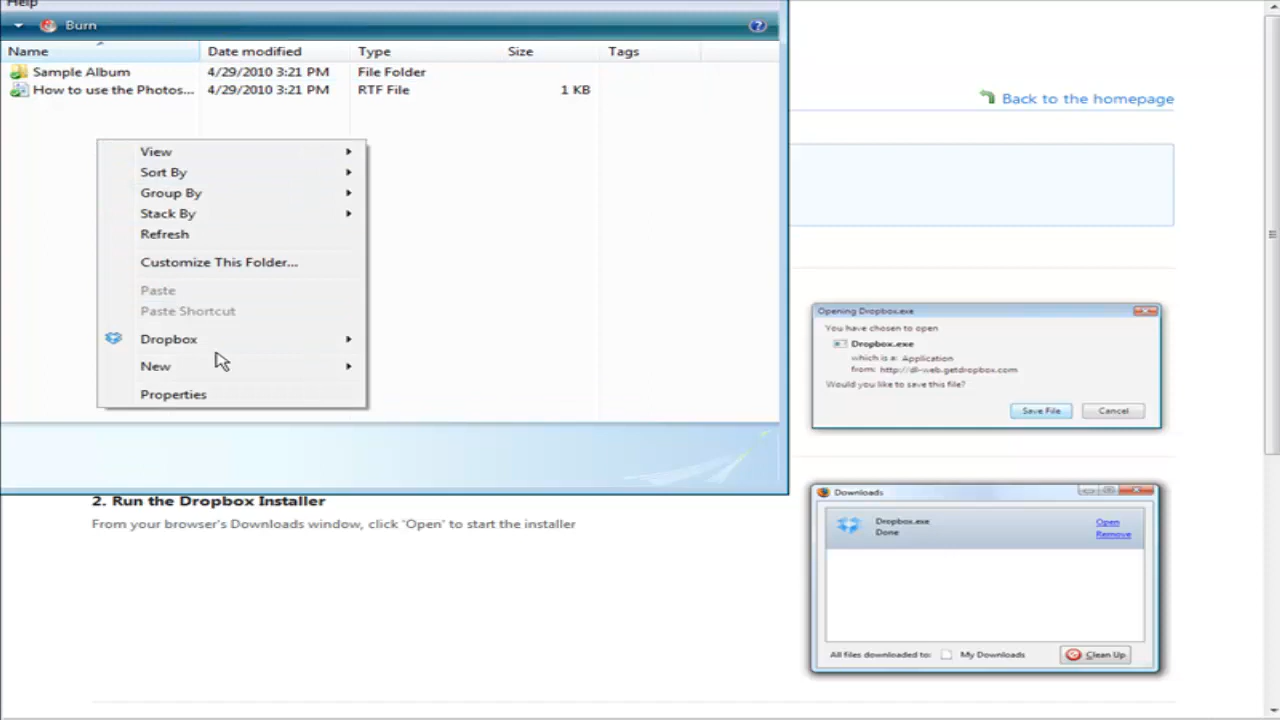 Help
Burn
Name Date modified Type Size Tags
Sample Album 4/29/2010 3:21 PM File Folder
How to use the Photos... 4/29/2010 3:21 PM RTF File 1 KB
View
Sort By
Group By
Stack By
Refresh
Customize This Folder...
Paste
Paste Shortcut
Dropbox
New
Properties
Back to the homepage
Opening Dropbox.exe
You have chosen to open
Dropbox.exe
which is a: Application
from: http://dl-web.getdropbox.com
Would you like to save this file?
Save File Cancel
2. Run the Dropbox Installer
From your browser's Downloads window, click 'Open' to start the installer
Downloads
Dropbox.exe Open
Done Remove
All files downloaded to: My Downloads Clean Up